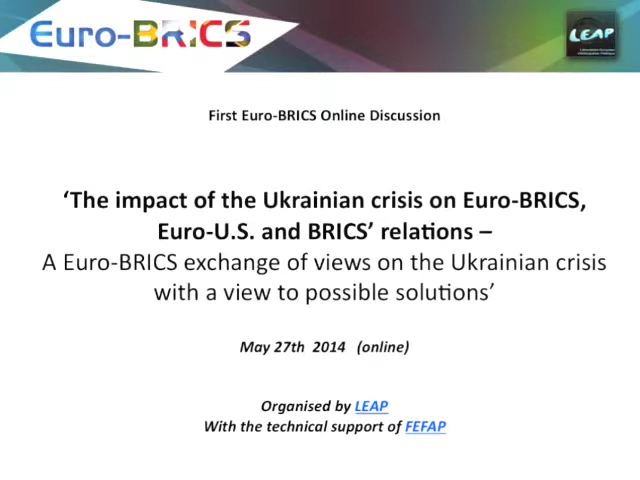 Euro-BRICS
LEAP
First Euro-BRICS Online Discussion
‘The impact of the Ukrainian crisis on Euro-BRICS,
Euro-U.S. and BRICS’ relations –
A Euro-BRICS exchange of views on the Ukrainian crisis
with a view to possible solutions’
May 27th 2014 (online)
Organised by LEAP
With the technical support of FEFAP